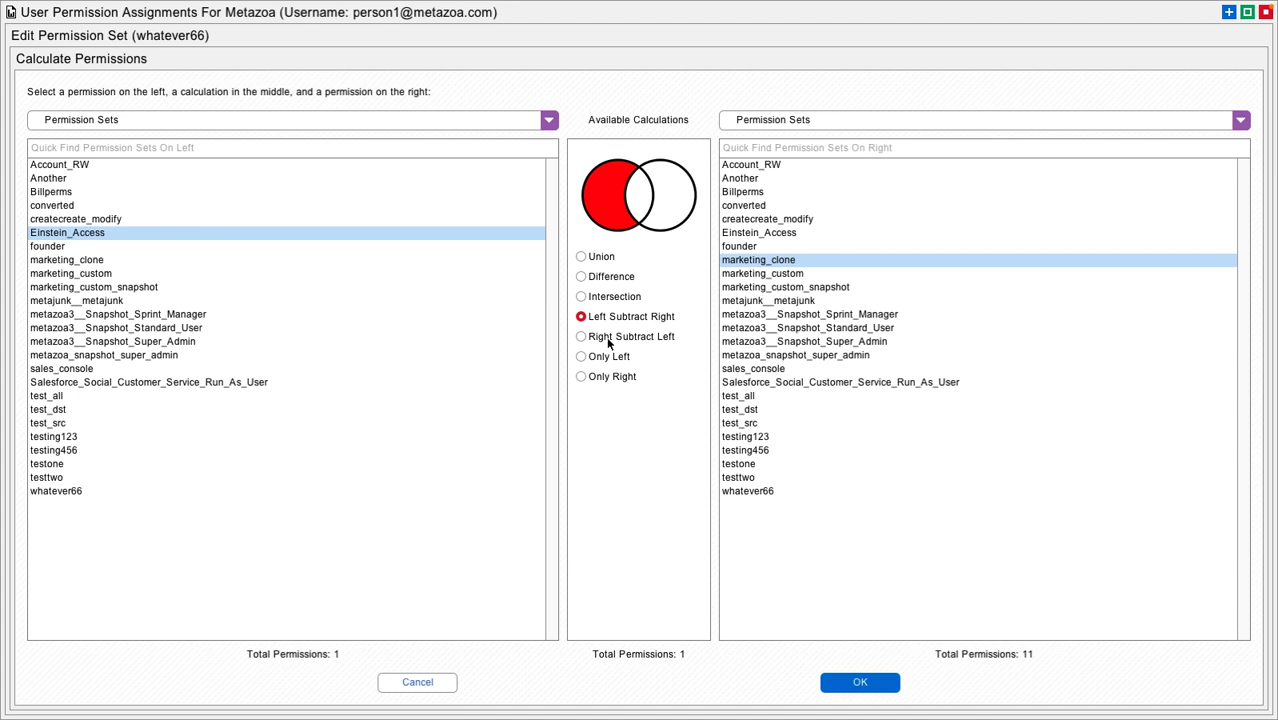 User Permission Assignments For Metazoa (Username: person1@metazoa.com)
Edit Permission Set (whatever66)
Calculate Permissions
Select a permission on the left, a calculation in the middle, and a permission on the right:
Permission Sets
Quick Find Permission Sets On Left
Account_RW
Another
Billperms
converted
createcreate_modify
Einstein_Access
founder
marketing_clone
marketing_custom
marketing_custom_snapshot
metajunk__metajunk
metazoa3__Snapshot_Sprint_Manager
metazoa3__Snapshot_Standard_User
metazoa3__Snapshot_Super_Admin
metazoa_snapshot_super_admin
sales_console
Salesforce_Social_Customer_Service_Run_As_User
test_all
test_dst
test_src
testing123
testing456
testone
testtwo
whatever66
Total Permissions: 1
Available Calculations
Union
Difference
Intersection
Left Subtract Right
Right Subtract Left
Only Left
Only Right
Total Permissions: 1
Permission Sets
Quick Find Permission Sets On Right
Account_RW
Another
Billperms
converted
createcreate_modify
Einstein_Access
founder
marketing_clone
marketing_custom
marketing_custom_snapshot
metajunk__metajunk
metazoa3__Snapshot_Sprint_Manager
metazoa3__Snapshot_Standard_User
metazoa3__Snapshot_Super_Admin
metazoa_snapshot_super_admin
sales_console
Salesforce_Social_Customer_Service_Run_As_User
test_all
test_dst
test_src
testing123
testing456
testone
testtwo
whatever66
Total Permissions: 11
Cancel
OK